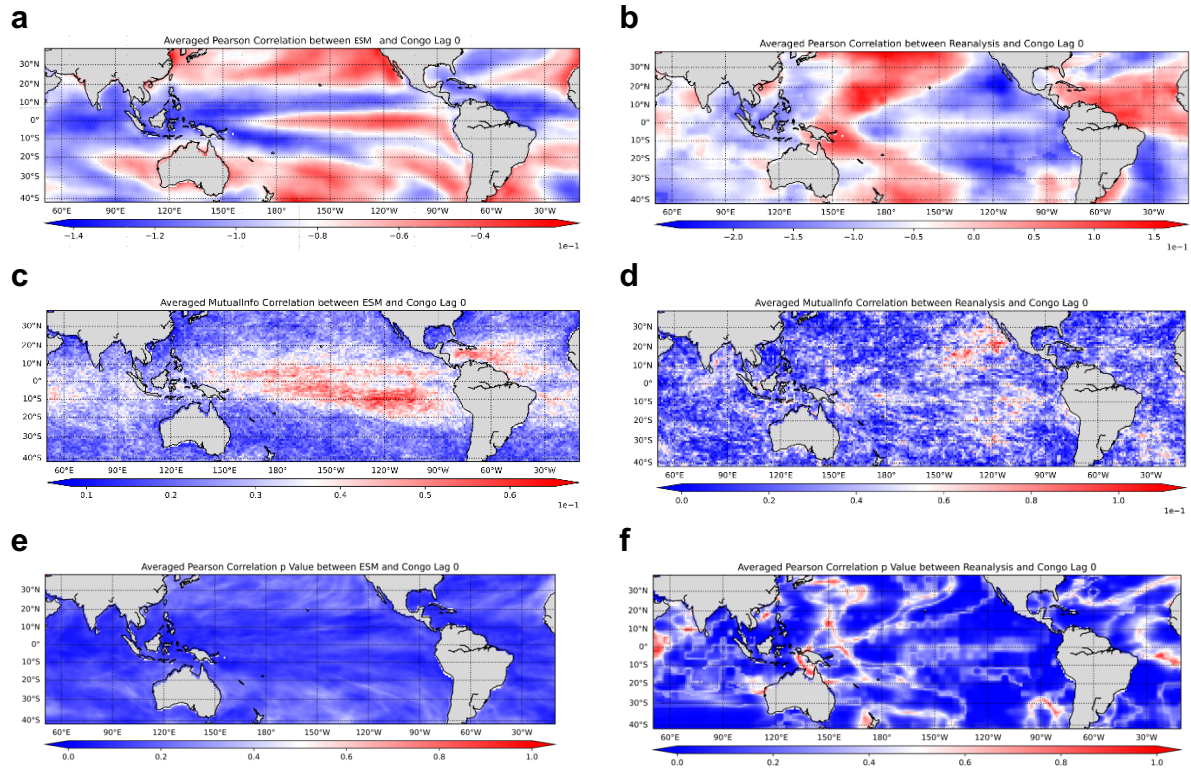 a
Averaged Pearson Correlation between ESM and Congo Lag 0
30°N
20°N
10°N
0°
10°S
20°S
30°S
40°S
60°E 90°E 120°E 150°E 180° 150°W 120°W 90°W 60°W 30°W
−1.4 −1.2 −1.0 −0.8 −0.6 −0.4
1e−1
b
Averaged Pearson Correlation between Reanalysis and Congo Lag 0
30°N
20°N
10°N
0°
10°S
20°S
30°S
40°S
60°E 90°E 120°E 150°E 180° 150°W 120°W 90°W 60°W 30°W
−2.0 −1.5 −1.0 −0.5 0.0 0.5 1.0 1.5
1e−1
c
Averaged MutualInfo Correlation between ESM and Congo Lag 0
30°N
20°N
10°N
0°
10°S
20°S
30°S
40°S
60°E 90°E 120°E 150°E 180° 150°W 120°W 90°W 60°W 30°W
0.1 0.2 0.3 0.4 0.5 0.6
1e−1
d
Averaged MutualInfo Correlation between Reanalysis and Congo Lag 0
30°N
20°N
10°N
0°
10°S
20°S
30°S
40°S
60°E 90°E 120°E 150°E 180° 150°W 120°W 90°W 60°W 30°W
0.0 0.2 0.4 0.6 0.8 1.0
1e−1
e
Averaged Pearson Correlation p Value between ESM and Congo Lag 0
30°N
20°N
10°N
0°
10°S
20°S
30°S
40°S
60°E 90°E 120°E 150°E 180° 150°W 120°W 90°W 60°W 30°W
0.0 0.2 0.4 0.6 0.8 1.0
f
Averaged Pearson Correlation p Value between Reanalysis and Congo Lag 0
30°N
20°N
10°N
0°
10°S
20°S
30°S
40°S
60°E 90°E 120°E 150°E 180° 150°W 120°W 90°W 60°W 30°W
0.0 0.2 0.4 0.6 0.8 1.0